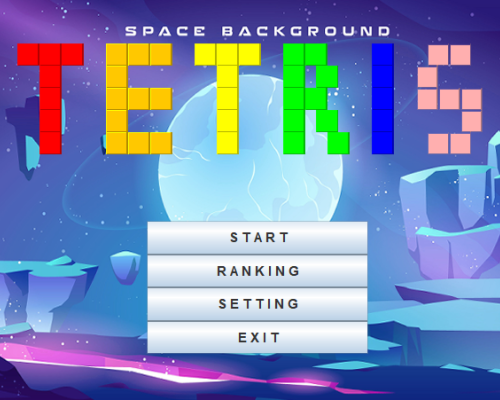 SPACE BACKGROUND
TETRIS
START
RANKING
SETTING
EXIT